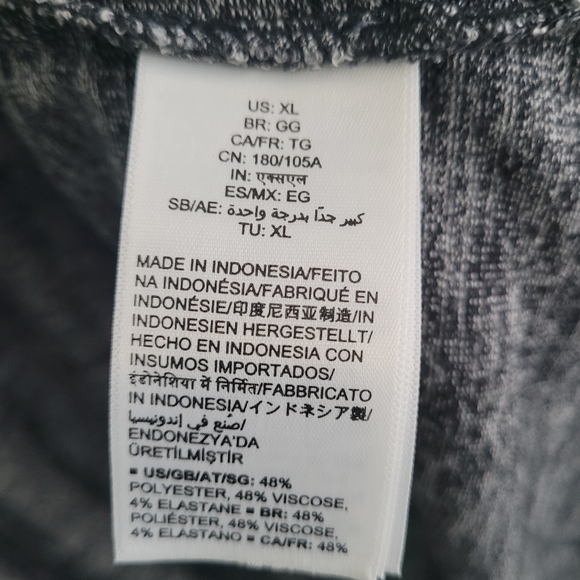 US: XL
BR: GG
CA/FR: TG
CN: 180/105A
IN: एक्सएल
ES/MX: EG
SB/AE: كبير جدًا بدرجة واحدة
TU: XL
MADE IN INDONESIA/FEITO
NA INDONÉSIA/FABRIQUÉ EN
INDONÉSIE/印度尼西亚制造/IN
INDONESIEN HERGESTELLT/
HECHO EN INDONESIA CON
INSUMOS IMPORTADOS/
इंडोनेशिया में निर्मित/FABBRICATO
IN INDONESIA/インドネシア製/
صُنع في إندونيسيا/
ENDONEZYA'DA
ÜRETİLMİŞTİR
= US/GB/AT/SG: 48%
POLYESTER, 48% VISCOSE,
4% ELASTANE = BR: 48%
POLIÉSTER, 48% VISCOSE,
4% ELASTANO = CA/FR: 48%